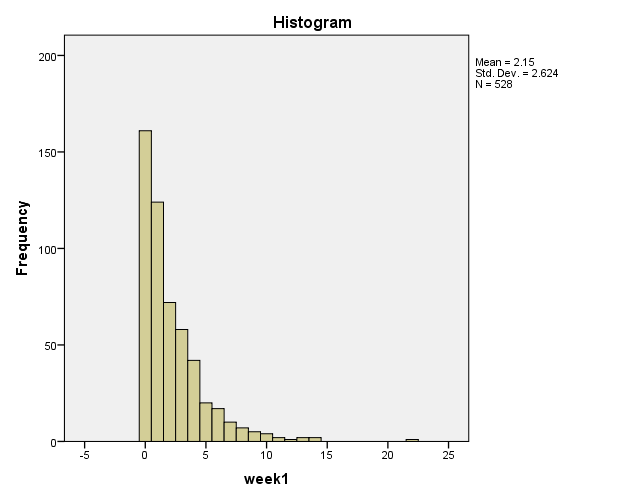 Histogram
Mean = 2.15
Std. Dev. = 2.624
N = 528
Frequency
200
150
100
50
0
-5 0 5 10 15 20 25
week1